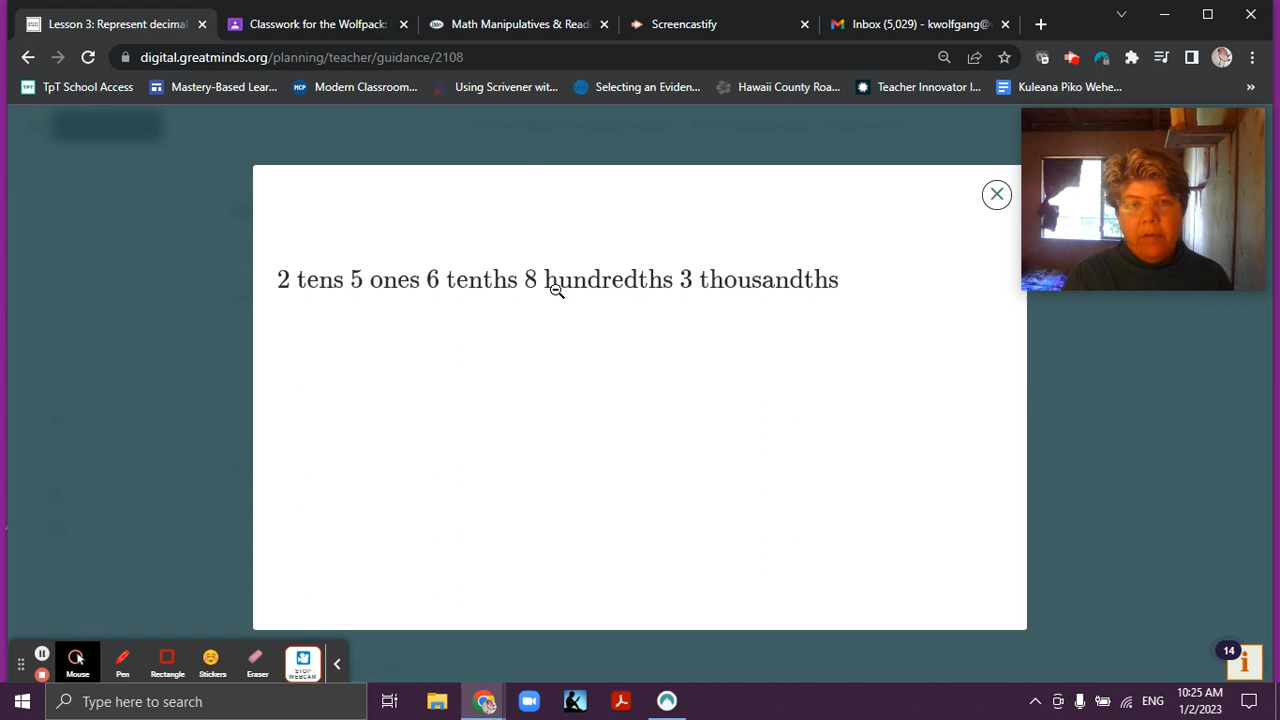 Lesson 3: Represent decimal
Classwork for the Wolfpack
Math Manipulatives & Readi
Screencastify
Inbox (5,029) - kwolfgang@
digital.greatminds.org/planning/teacher/guidance/2108
TpT School Access
Mastery-Based Lear...
Modern Classroom...
Using Scrivener wit...
Selecting an Eviden...
Hawaii County Roa...
Teacher Innovator I...
Kuleana Piko Wehe...
»
2 tens 5 ones 6 tenths 8 hundredths 3 thousandths
Mouse
Pen
Rectangle
Stickers
Eraser
STOP WEBCAM
14
i
Type here to search
ENG
10:25 AM
1/2/2023